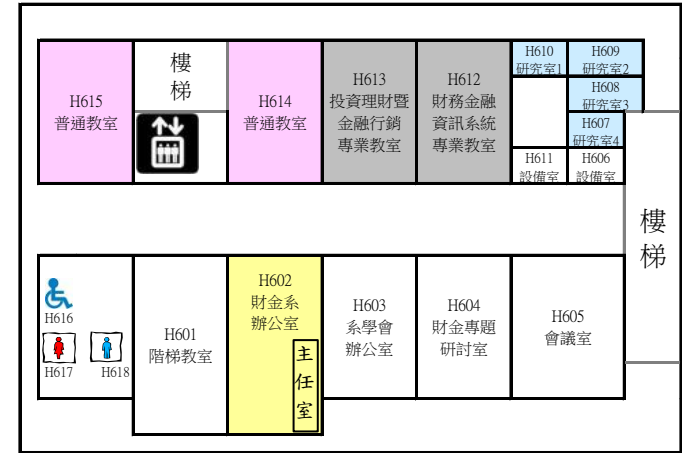 H615
普通教室
樓
梯
H614
普通教室
H613
投資理財暨
金融行銷
專業教室
H612
財務金融
資訊系統
專業教室
H610
研究室1
H609
研究室2
H608
研究室3
H607
研究室4
H611
設備室
H606
設備室
樓
梯
H616
H617
H618
H601
階梯教室
H602
財金系
辦公室
主
任
室
H603
系學會
辦公室
H604
財金專題
研討室
H605
會議室